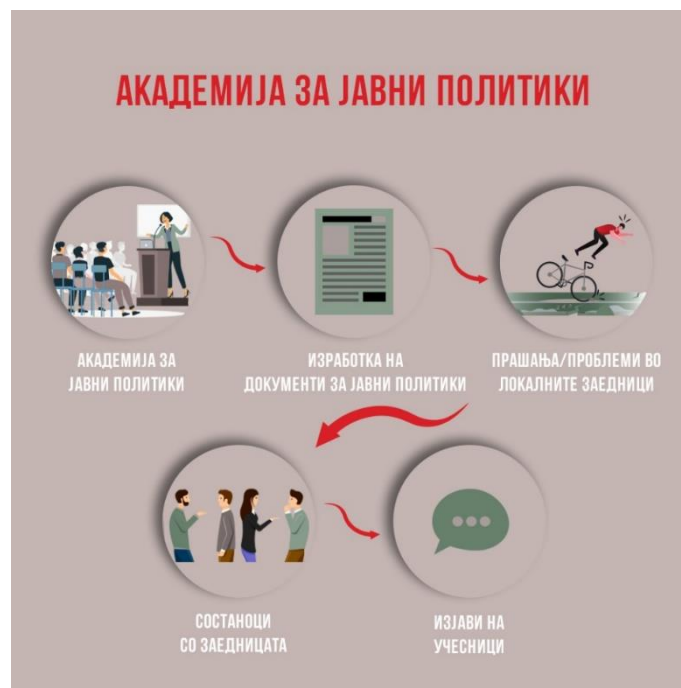 АКАДЕМИЈА ЗА ЈАВНИ ПОЛИТИКИ
АКАДЕМИЈА ЗА
ЈАВНИ ПОЛИТИКИ
ИЗРАБОТКА НА
ДОКУМЕНТИ ЗА ЈАВНИ ПОЛИТИКИ
ПРАШАЊА/ПРОБЛЕМИ ВО
ЛОКАЛНИТЕ ЗАЕДНИЦИ
СОСТАНОЦИ
СО ЗАЕДНИЦАТА
ИЗЈАВИ НА
УЧЕСНИЦИ